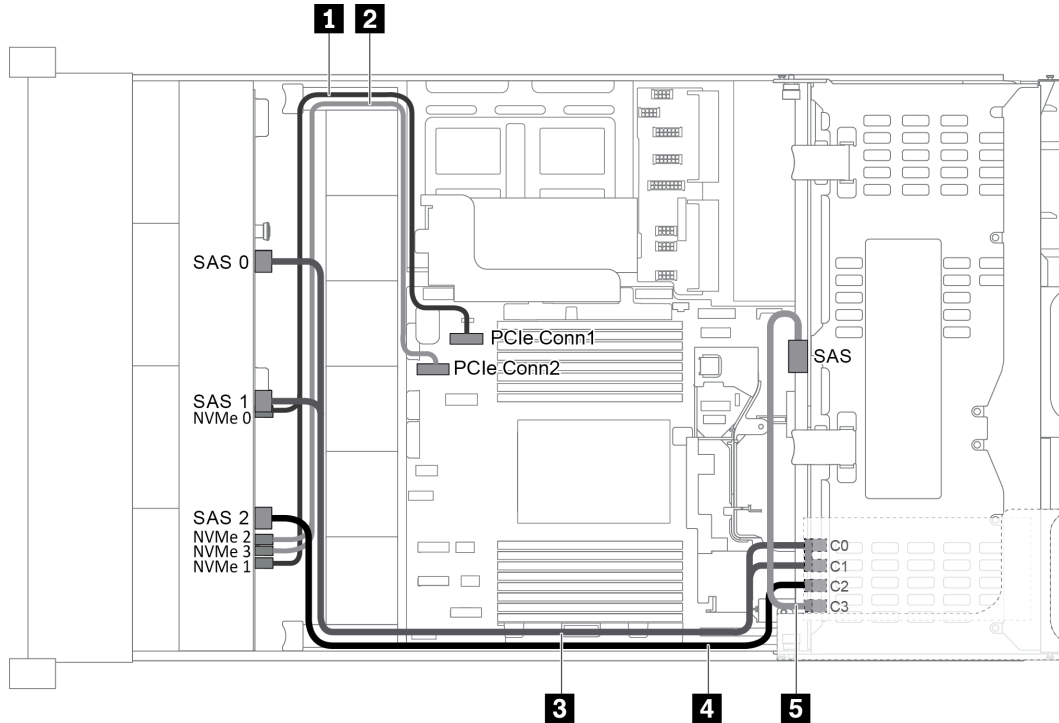 1 2
SAS 0
PCIe Conn1
SAS
PCIe Conn2
SAS 1
NVMe 0
SAS 2
NVMe 2
NVMe 3
NVMe 1
C0
C1
C2
C3
3 4 5